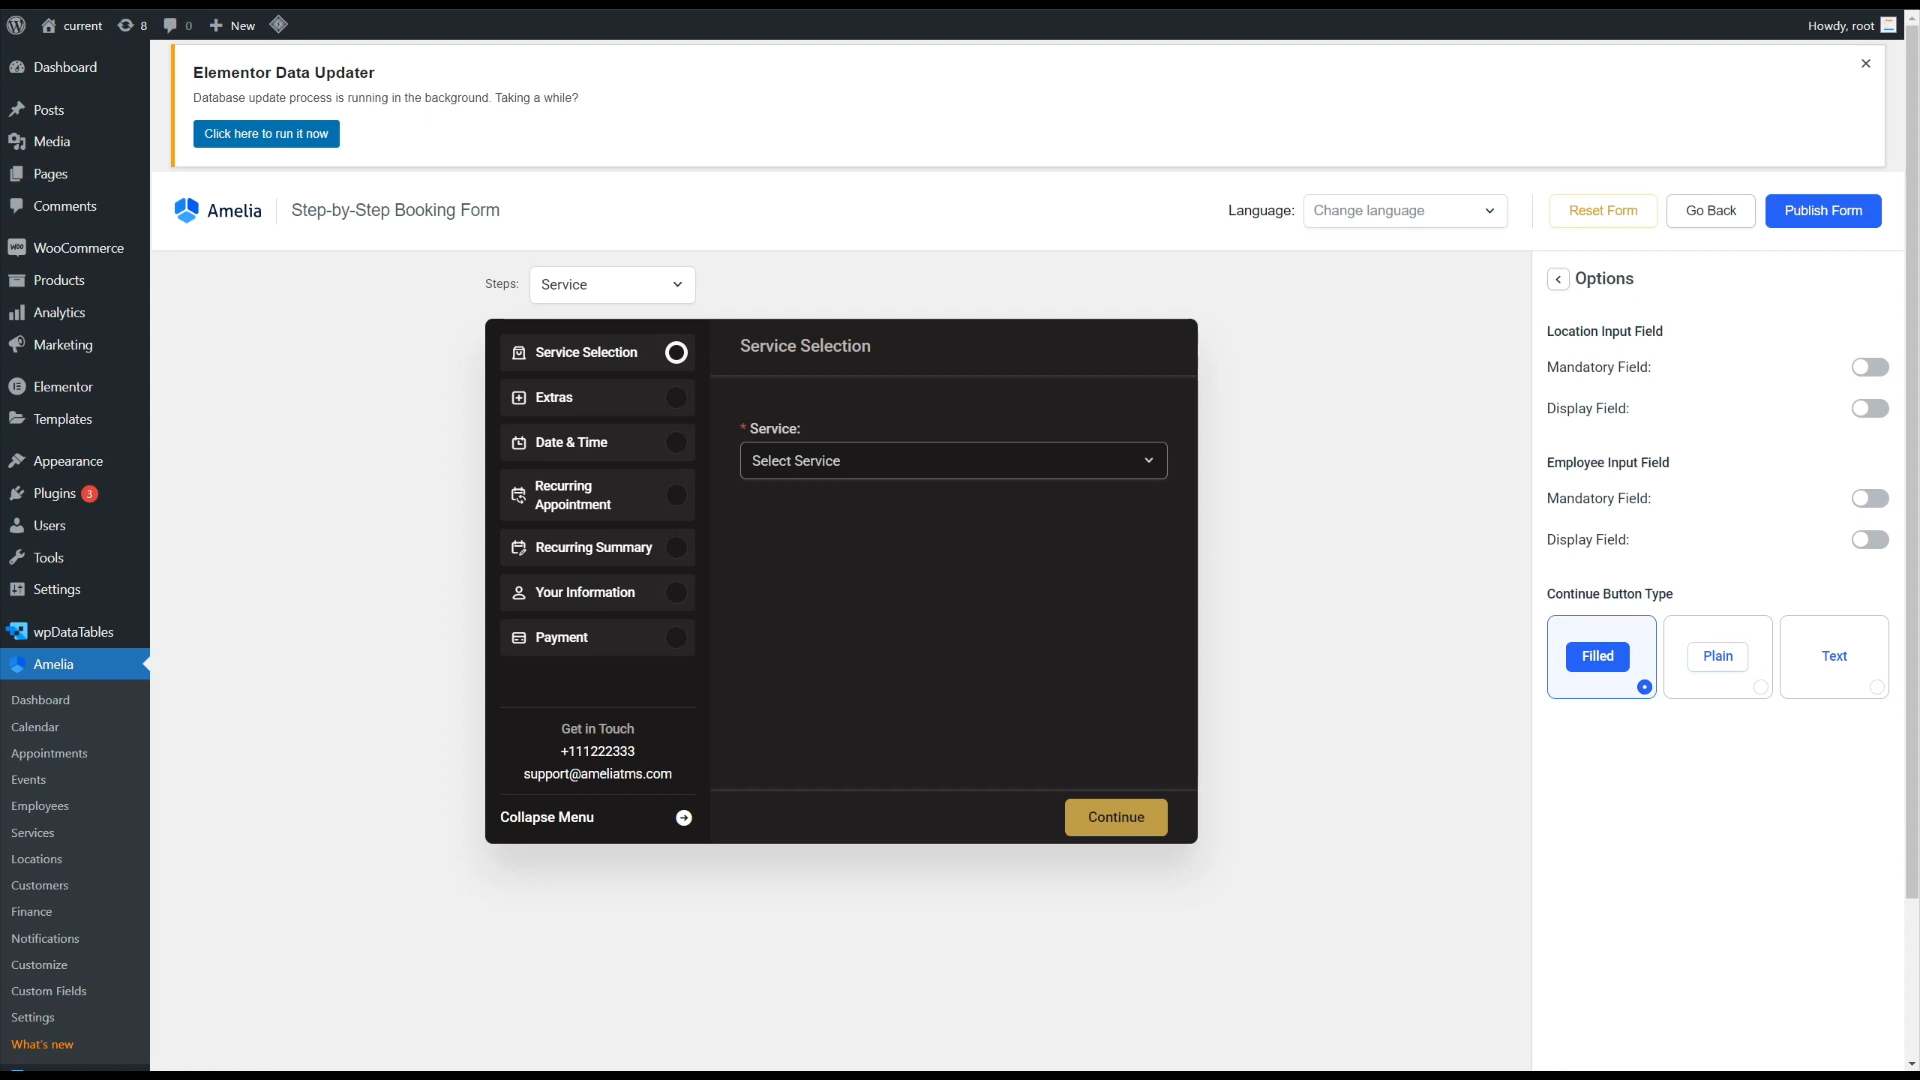 current
8
0
New
Howdy, root
Dashboard
Posts
Media
Pages
Comments
WooCommerce
Products
Analytics
Marketing
Elementor
Templates
Appearance
Plugins 3
Users
Tools
Settings
wpDataTables
Amelia
Dashboard
Calendar
Appointments
Events
Employees
Services
Locations
Customers
Finance
Notifications
Customize
Custom Fields
Settings
What's new
Elementor Data Updater
Database update process is running in the background. Taking a while?
Click here to run it now
Amelia
Step-by-Step Booking Form
Language:
Change language
Reset Form
Go Back
Publish Form
Steps:
Service
Service Selection
Extras
Date & Time
Recurring
Appointment
Recurring Summary
Your Information
Payment
Get in Touch
+111222333
support@ameliatms.com
Collapse Menu
Service Selection
* Service:
Select Service
Continue
Options
Location Input Field
Mandatory Field:
Display Field:
Employee Input Field
Mandatory Field:
Display Field:
Continue Button Type
Filled
Plain
Text